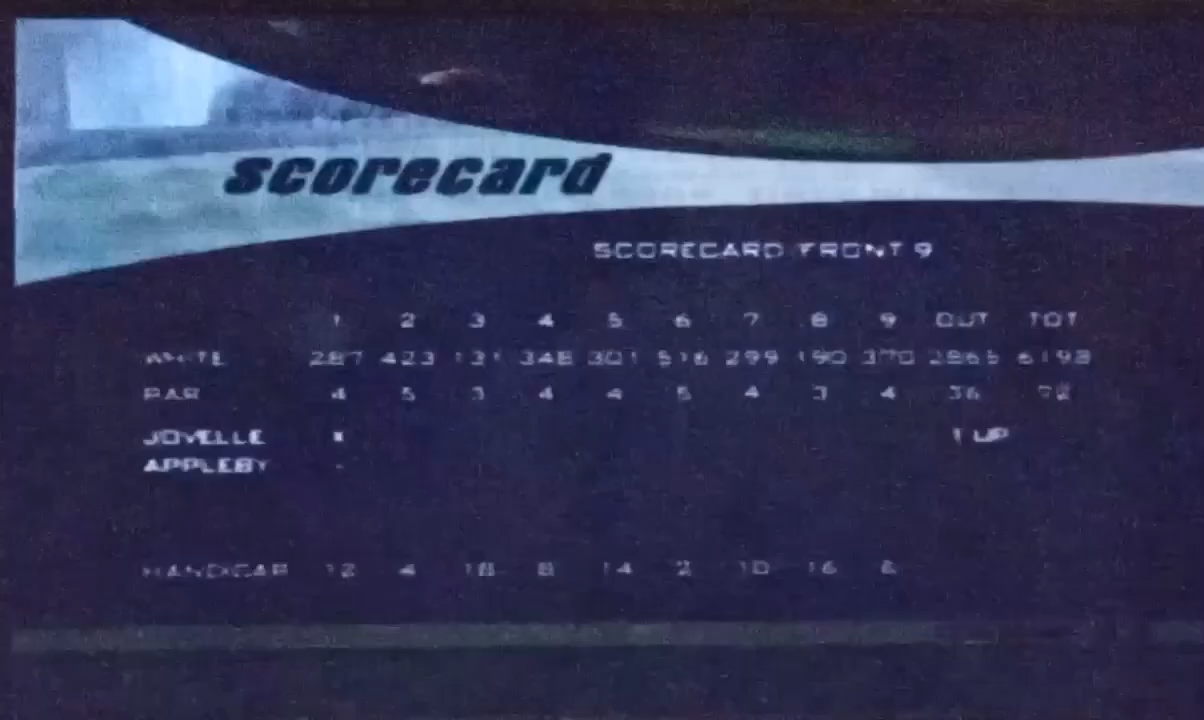 scorecard
SCORECARD FRONT 9
1 2 3 4 5 6 7 8 9 OUT TOT
WHITE 287 423 131 348 301 516 299 190 370 2865 6198
PAR 4 5 3 4 4 5 4 3 4 36 72
JOVELLE 1 UP
APPLEBY -
HANDICAP 12 4 18 8 14 2 10 16 6